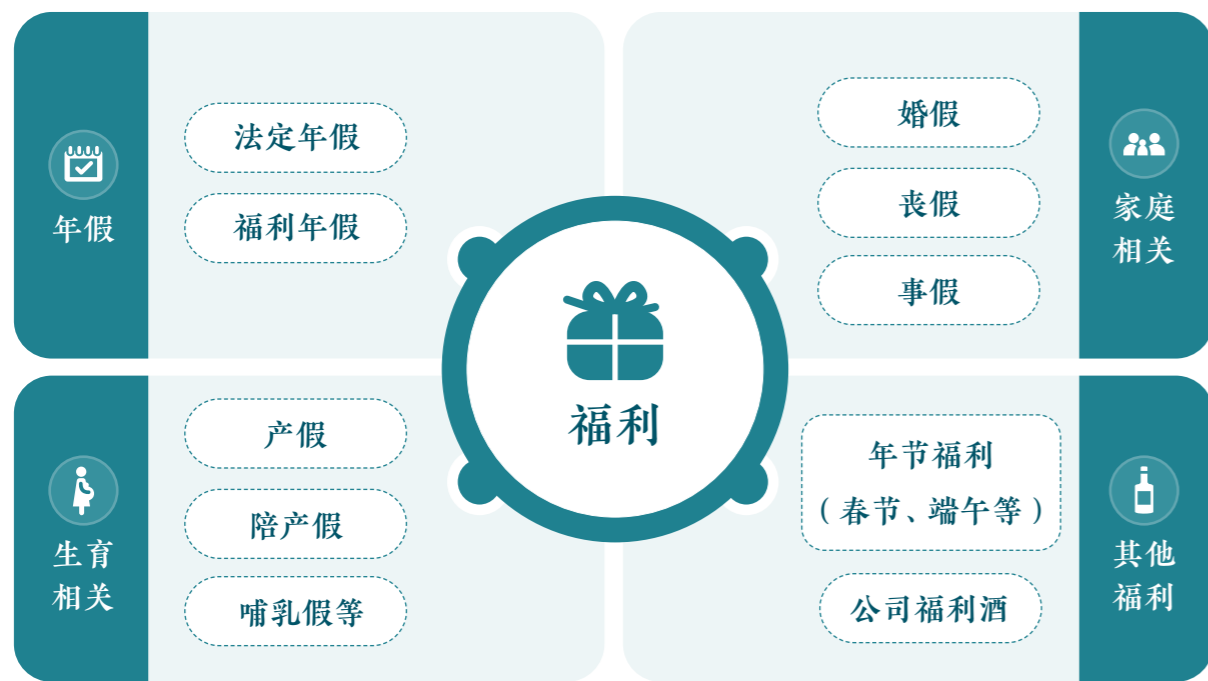 年假
法定年假
福利年假
婚假
丧假
事假
家庭
相关
福利
生育
相关
产假
陪产假
哺乳假等
年节福利
（春节、端午等）
公司福利酒
其他
福利